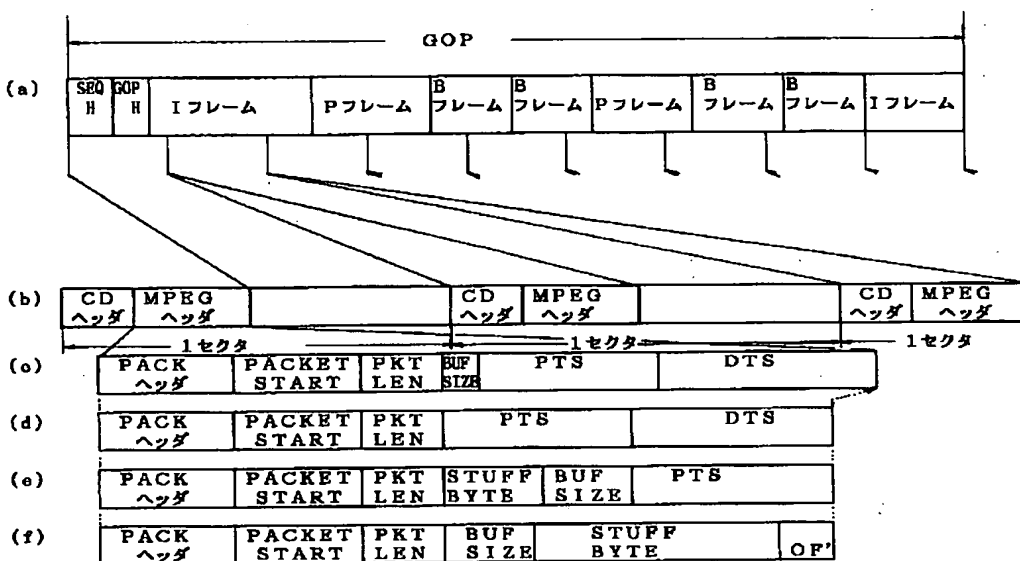 GOP
(a)
SEQ H
GOP H
Iフレーム
Pフレーム
B フレーム
B フレーム
Pフレーム
B フレーム
B フレーム
Iフレーム
(b)
CD ヘッダ
MPEG ヘッダ
CD ヘッダ
MPEG ヘッダ
CD ヘッダ
MPEG ヘッダ
1セクタ
1セクタ
1セクタ
(c)
PACK ヘッダ
PACKET START
PKT LEN
BUF SIZE
PTS
DTS
(d)
PACK ヘッダ
PACKET START
PKT LEN
PTS
DTS
(e)
PACK ヘッダ
PACKET START
PKT LEN
STUFF BYTE
BUF SIZE
PTS
(f)
PACK ヘッダ
PACKET START
PKT LEN
BUF SIZE
STUFF BYTE
OF'